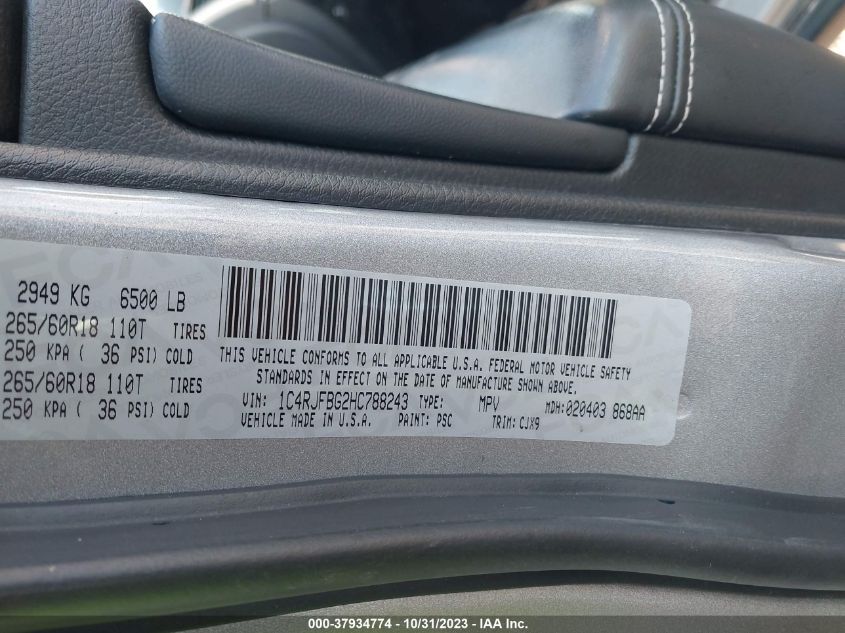 2949 KG 6500 LB
265/60R18 110T TIRES
250 KPA ( 36 PSI) COLD
265/60R18 110T TIRES
250 KPA ( 36 PSI) COLD
THIS VEHICLE CONFORMS TO ALL APPLICABLE U.S.A. FEDERAL MOTOR VEHICLE SAFETY
STANDARDS IN EFFECT ON THE DATE OF MANUFACTURE SHOWN ABOVE.
VIN: 1C4RJFBG2HC788243 TYPE: MPV MDH:020403 868AA
VEHICLE MADE IN U.S.A. PAINT: PSC TRIM: CJX9
000-37934774 - 10/31/2023 - IAA Inc.